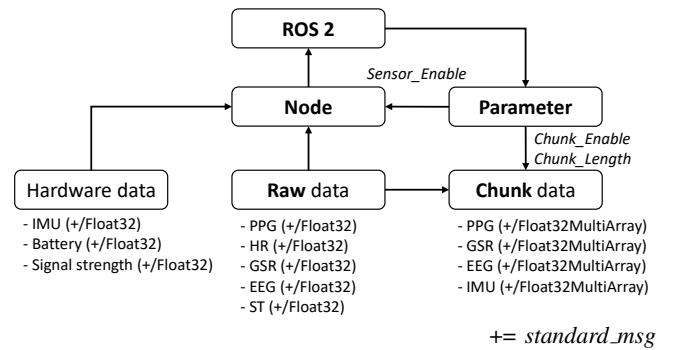 ROS 2
Sensor_Enable
Node
Parameter
Chunk_Enable
Chunk_Length
Hardware data
Raw data
Chunk data
- IMU (+/Float32)
- Battery (+/Float32)
- Signal strength (+/Float32)
- PPG (+/Float32)
- HR (+/Float32)
- GSR (+/Float32)
- EEG (+/Float32)
- ST (+/Float32)
- PPG (+/Float32MultiArray)
- GSR (+/Float32MultiArray)
- EEG (+/Float32MultiArray)
- IMU (+/Float32MultiArray)
+= standard_msg